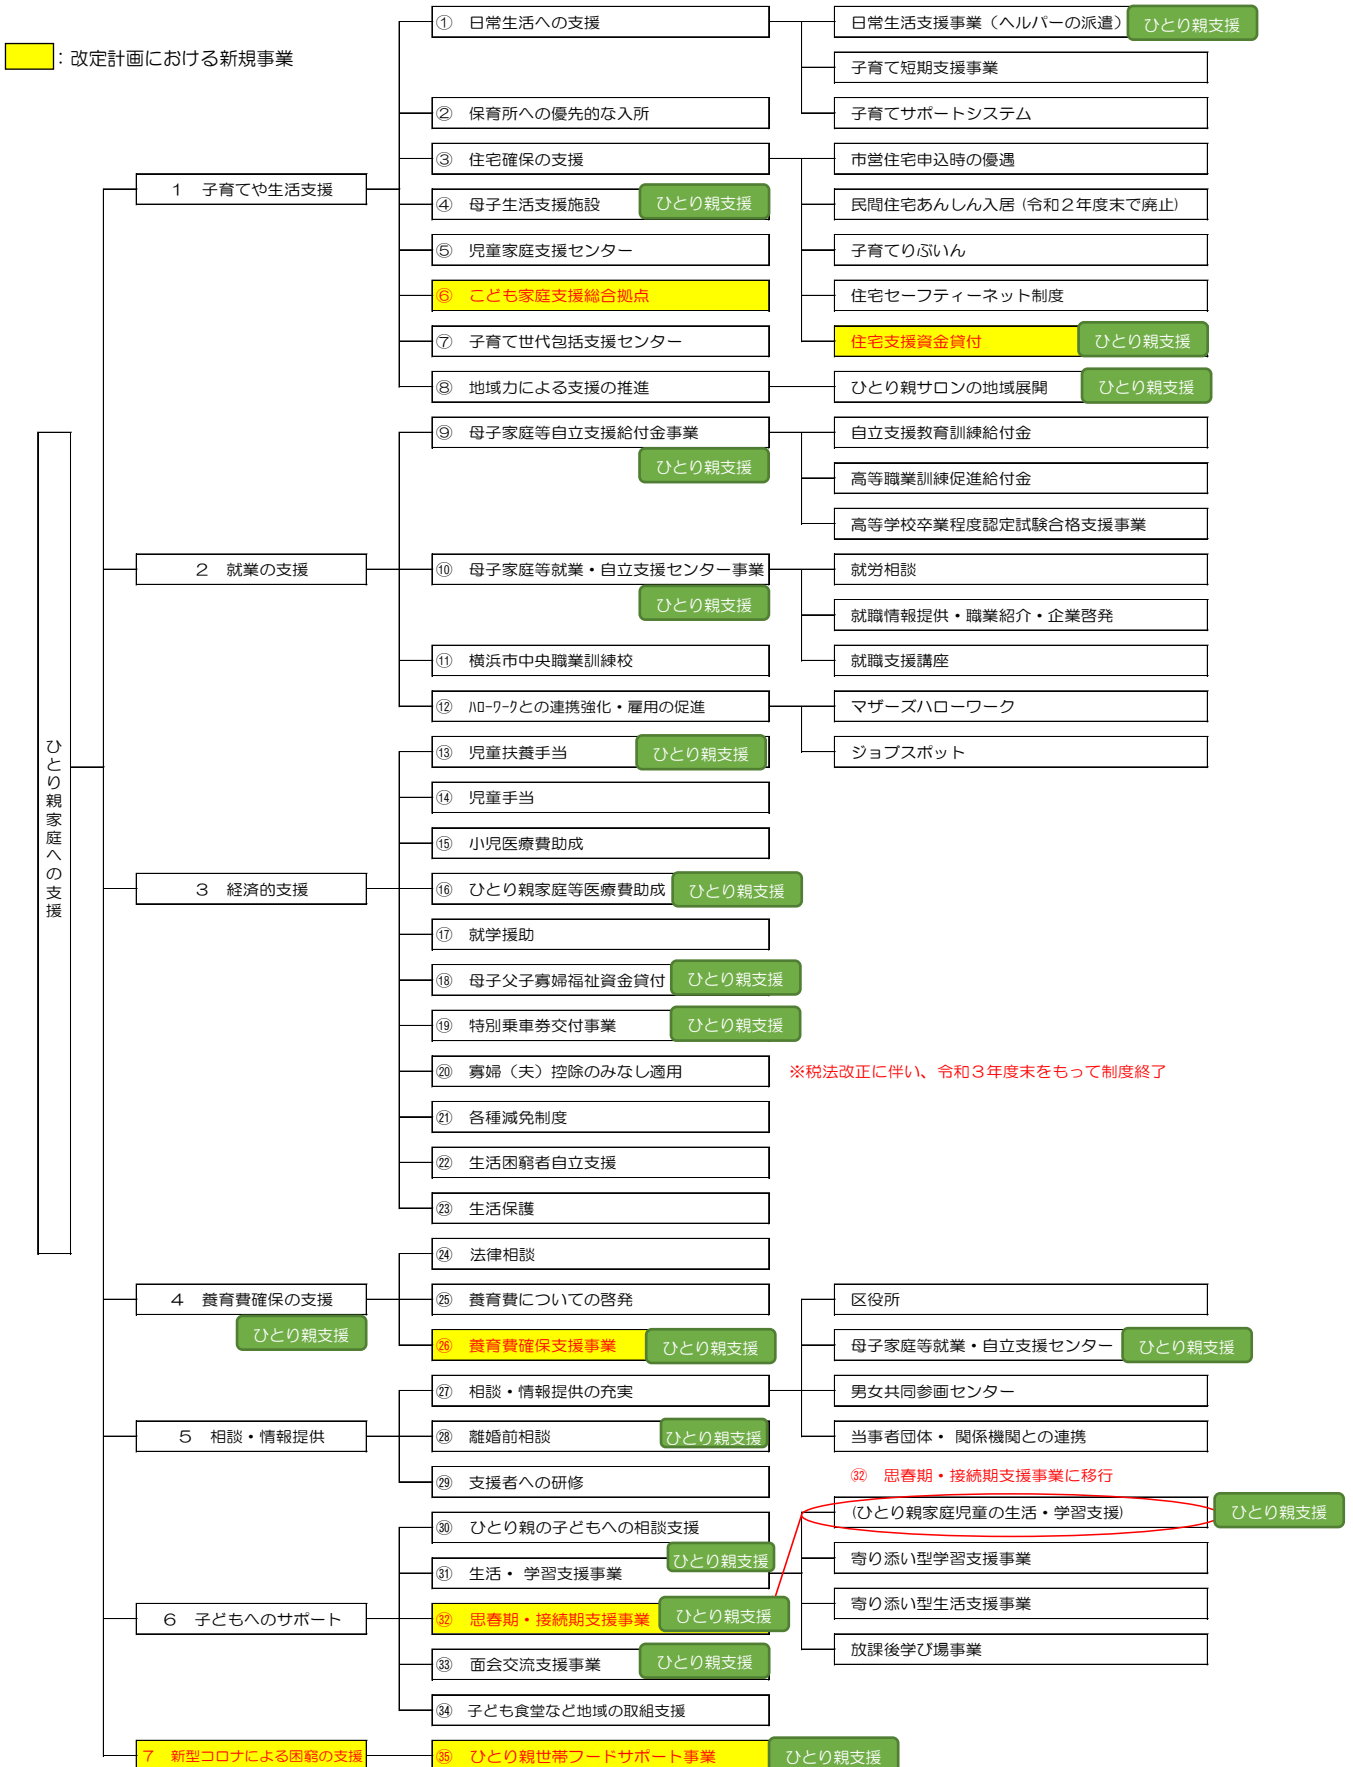 ：改定計画における新規事業
ひとり親家庭への支援
１　子育てや生活支援
①　日常生活への支援
日常生活支援事業（ヘルパーの派遣）
ひとり親支援
子育て短期支援事業
子育てサポートシステム
②　保育所への優先的な入所
③　住宅確保の支援
市営住宅申込時の優遇
民間住宅あんしん入居 (令和２年度末で廃止)
子育てりぶいん
住宅セーフティーネット制度
住宅支援資金貸付
ひとり親支援
④　母子生活支援施設
ひとり親支援
⑤　児童家庭支援センター
⑥　こども家庭支援総合拠点
⑦　子育て世代包括支援センター
⑧　地域力による支援の推進
ひとり親サロンの地域展開
ひとり親支援
２　就業の支援
⑨　母子家庭等自立支援給付金事業
ひとり親支援
自立支援教育訓練給付金
高等職業訓練促進給付金
高等学校卒業程度認定試験合格支援事業
⑩　母子家庭等就業・自立支援センター事業
ひとり親支援
就労相談
就職情報提供・職業紹介・企業啓発
就職支援講座
⑪　横浜市中央職業訓練校
⑫　ﾊﾛｰﾜｰｸとの連携強化・雇用の促進
マザーズハローワーク
ジョブスポット
３　経済的支援
⑬　児童扶養手当
ひとり親支援
⑭　児童手当
⑮　小児医療費助成
⑯　ひとり親家庭等医療費助成
ひとり親支援
⑰　就学援助
⑱　母子父子寡婦福祉資金貸付
ひとり親支援
⑲　特別乗車券交付事業
ひとり親支援
⑳　寡婦（夫）控除のみなし適用
※税法改正に伴い、令和３年度末をもって制度終了
㉑　各種減免制度
㉒　生活困窮者自立支援
㉓　生活保護
４　養育費確保の支援
ひとり親支援
㉔　法律相談
㉕　養育費についての啓発
㉖　養育費確保支援事業
ひとり親支援
５　相談・情報提供
㉗　相談・情報提供の充実
区役所
母子家庭等就業・自立支援センター
ひとり親支援
男女共同参画センター
当事者団体・ 関係機関との連携
㉘　離婚前相談
ひとり親支援
㉙　支援者への研修
６　子どもへのサポート
㉚　ひとり親の子どもへの相談支援
㉛　生活・ 学習支援事業
ひとり親支援
㉜　思春期・接続期支援事業に移行
(ひとり親家庭児童の生活・学習支援)
ひとり親支援
寄り添い型学習支援事業
寄り添い型生活支援事業
放課後学び場事業
㉜　思春期・接続期支援事業
ひとり親支援
㉝　面会交流支援事業
ひとり親支援
㉞　子ども食堂など地域の取組支援
７　新型コロナによる困窮の支援
㉟　ひとり親世帯フードサポート事業
ひとり親支援